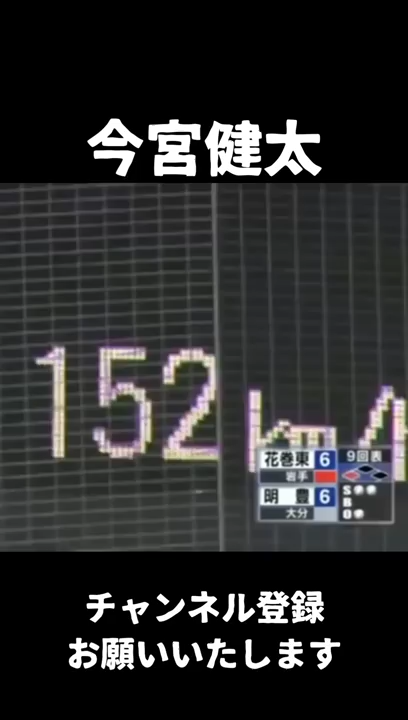 今宮健太
152km/h
花巻東 6 9回表
岩手
明豊 6
大分
S
B
O
チャンネル登録
お願いいたします